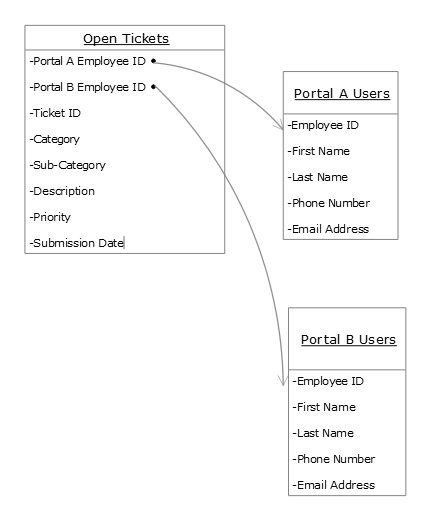 Open Tickets
-Portal A Employee ID
-Portal B Employee ID
-Ticket ID
-Category
-Sub-Category
-Description
-Priority
-Submission Date
Portal A Users
-Employee ID
-First Name
-Last Name
-Phone Number
-Email Address
Portal B Users
-Employee ID
-First Name
-Last Name
-Phone Number
-Email Address